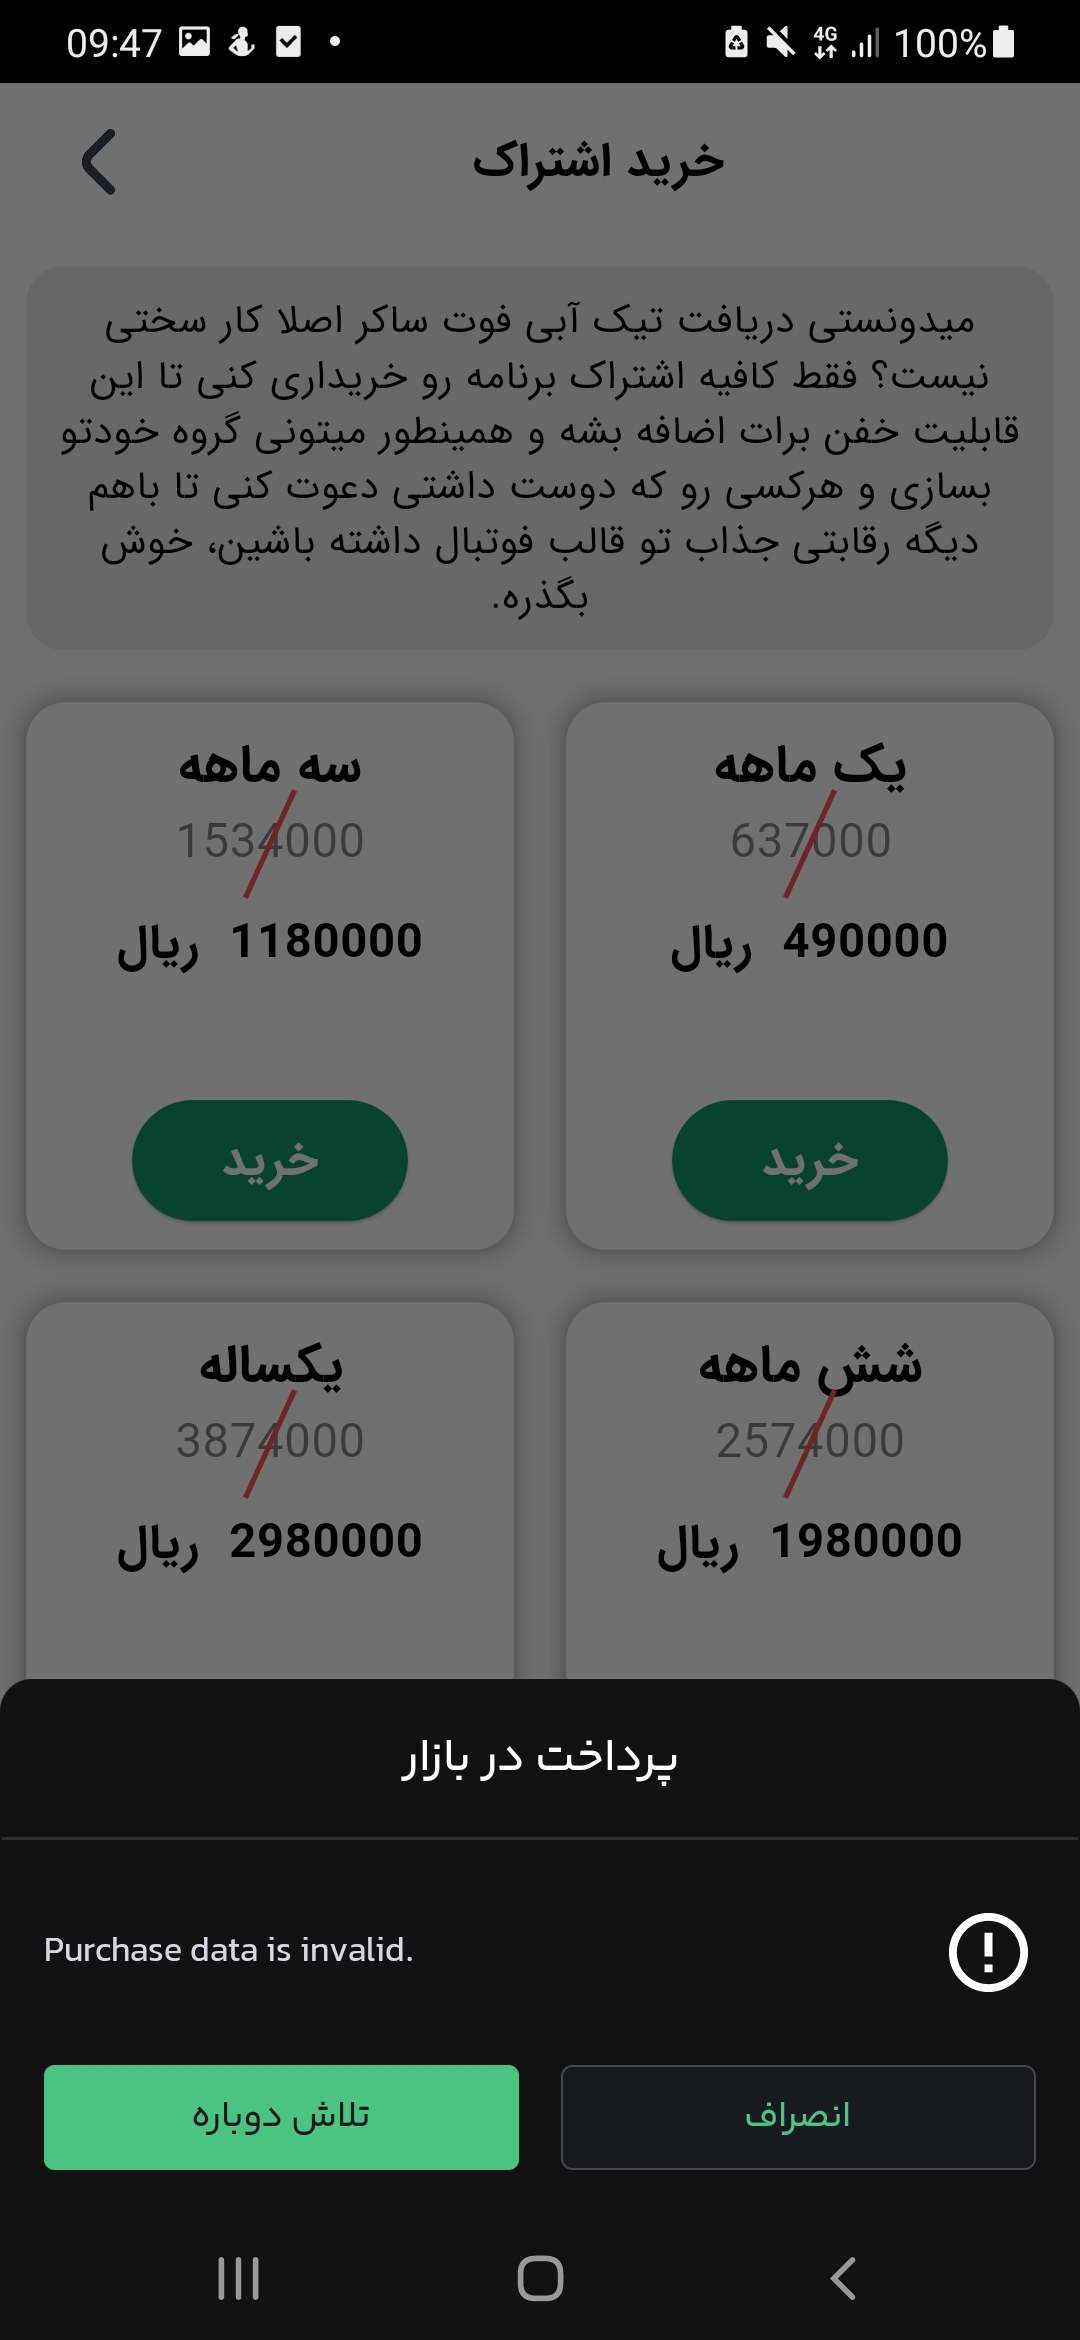 09:47
4G 100%
خرید اشتراک
میدونستی دریافت تیک آبی فوت ساکر اصلا کار سختی
نیست؟ فقط کافیه اشتراک برنامه رو خریداری کنی تا این
قابلیت خفن برات اضافه بشه و همینطور میتونی گروه خودتو
بسازی و هرکسی رو که دوست داشتی دعوت کنی تا باهم
دیگه رقابتی جذاب تو قالب فوتبال داشته باشین، خوش
بگذره.
یک ماهه
637000
490000 ریال
خرید
سه ماهه
1534000
1180000 ریال
خرید
شش ماهه
2574000
1980000 ریال
یکساله
3874000
2980000 ریال
پرداخت در بازار
Purchase data is invalid.
انصراف
تلاش دوباره